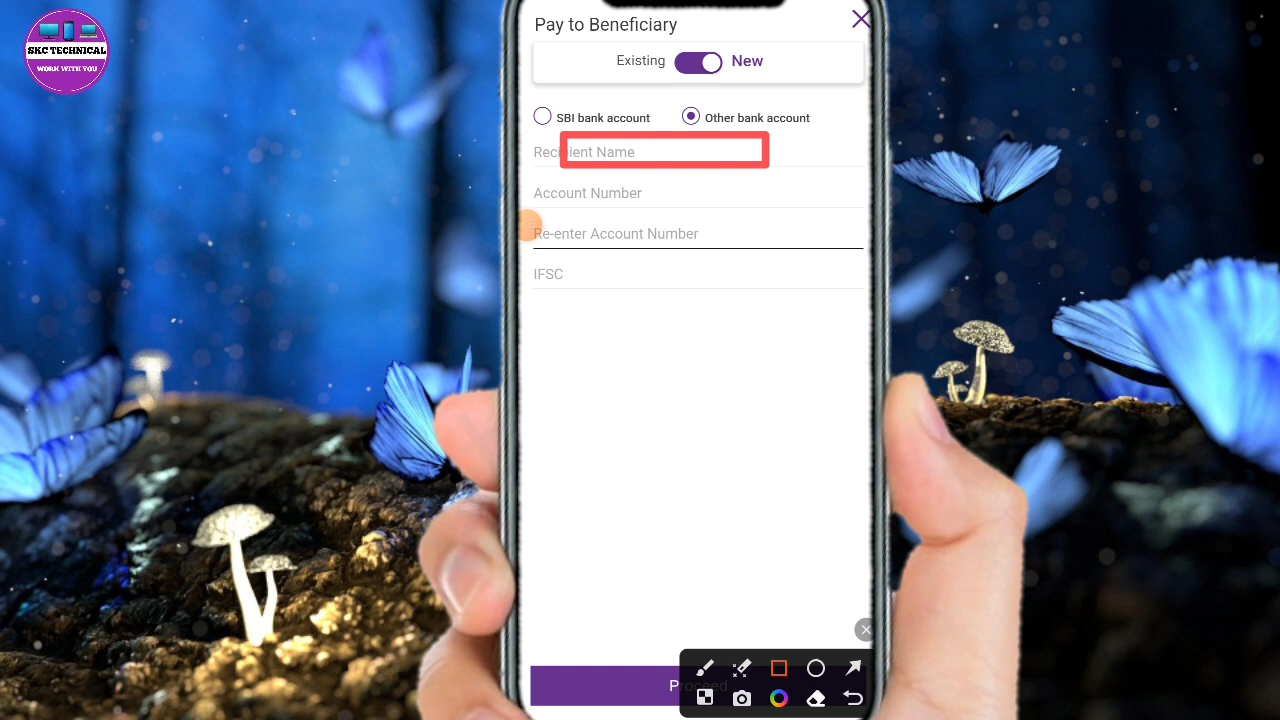 SKC TECHNICAL
WORK WITH YOU
Pay to Beneficiary
Existing New
SBI bank account Other bank account
Recipient Name
Account Number
Re-enter Account Number
IFSC
Proceed